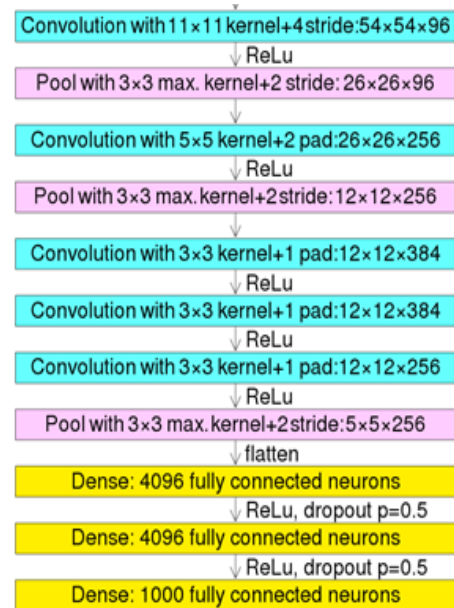 Convolution with 11×11 kernel+4 stride:54×54×96
ReLu
Pool with 3×3 max. kernel+2 stride: 26×26×96
Convolution with 5×5 kernel+2 pad:26×26×256
ReLu
Pool with 3×3 max.kernel+2stride:12×12×256
Convolution with 3×3 kernel+1 pad:12×12×384
ReLu
Convolution with 3×3 kernel+1 pad:12×12×384
ReLu
Convolution with 3×3 kernel+1 pad:12×12×256
ReLu
Pool with 3×3 max.kernel+2stride:5×5×256
flatten
Dense: 4096 fully connected neurons
ReLu, dropout p=0.5
Dense: 4096 fully connected neurons
ReLu, dropout p=0.5
Dense: 1000 fully connected neurons